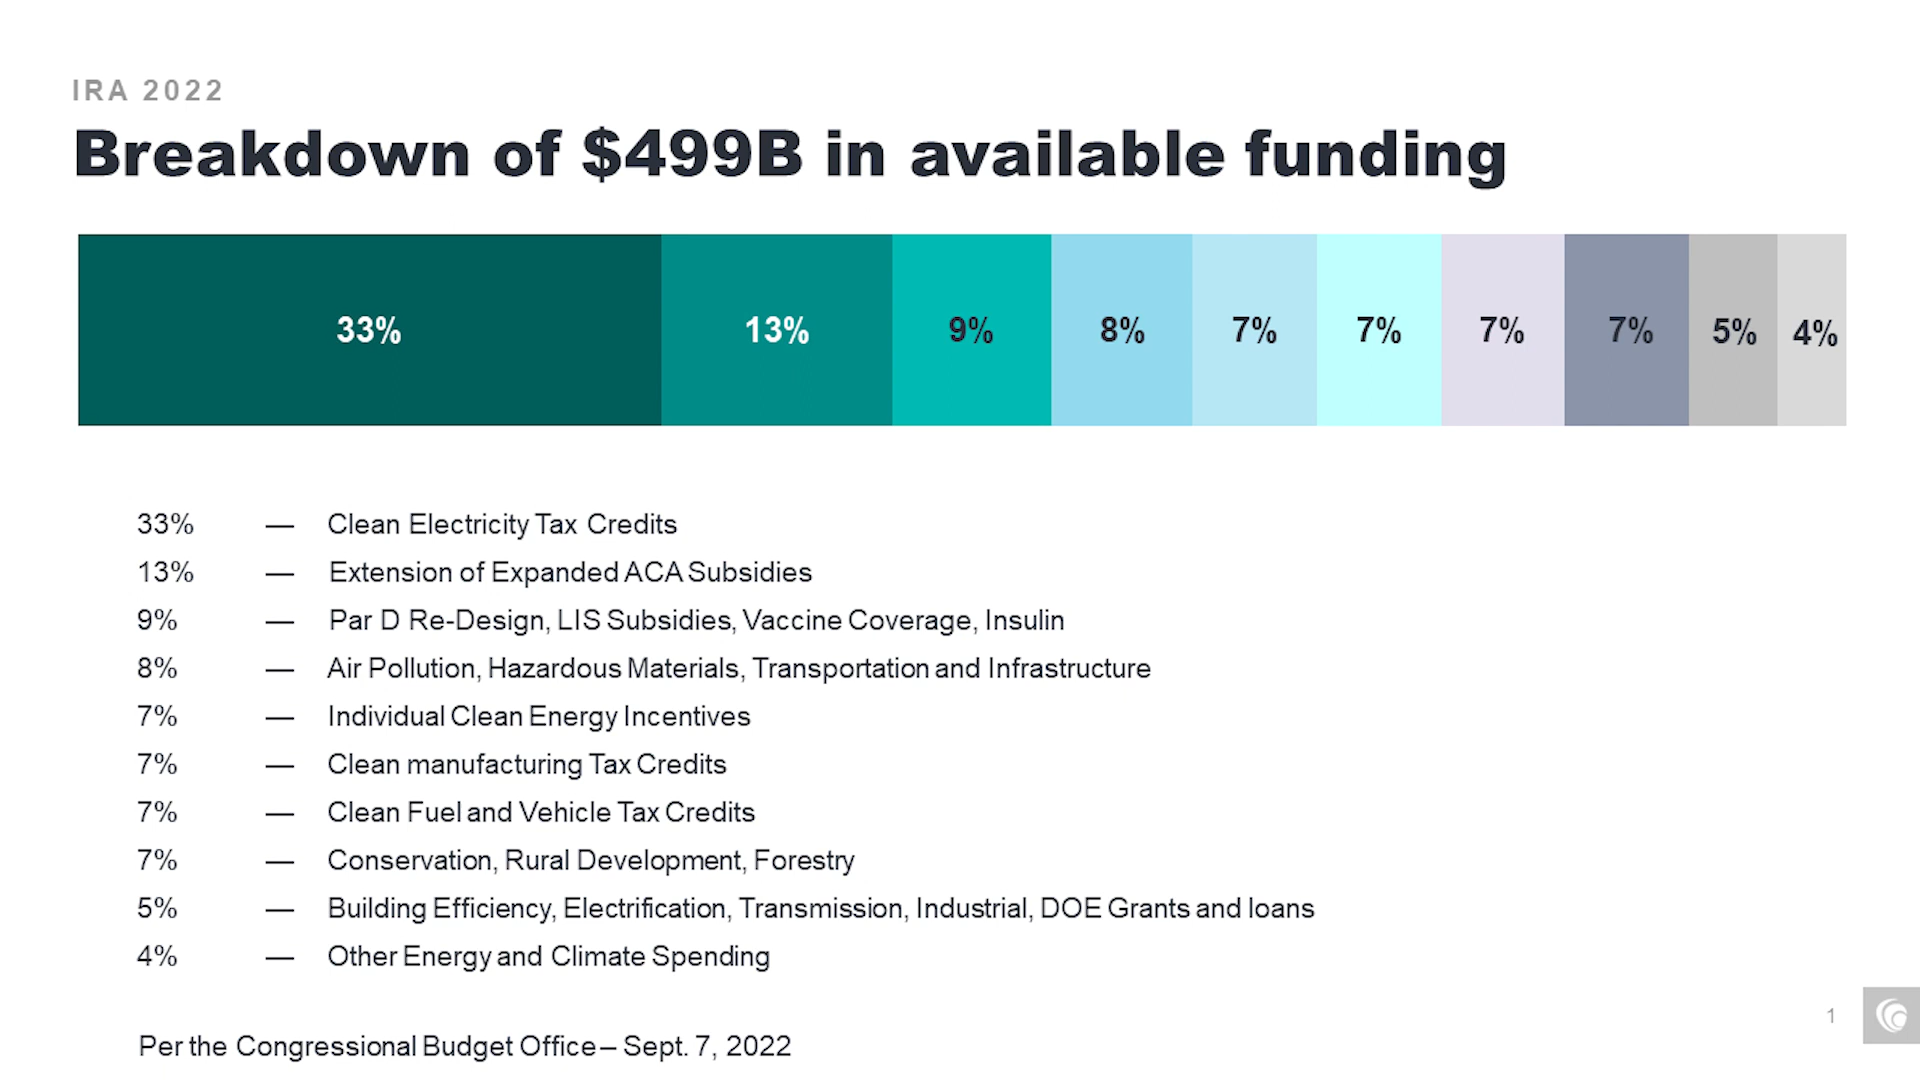 IRA 2022
Breakdown of $499B in available funding
33% 13% 9% 8% 7% 7% 7% 7% 5% 4%
33% — Clean Electricity Tax Credits
13% — Extension of Expanded ACA Subsidies
9% — Par D Re-Design, LIS Subsidies, Vaccine Coverage, Insulin
8% — Air Pollution, Hazardous Materials, Transportation and Infrastructure
7% — Individual Clean Energy Incentives
7% — Clean manufacturing Tax Credits
7% — Clean Fuel and Vehicle Tax Credits
7% — Conservation, Rural Development, Forestry
5% — Building Efficiency, Electrification, Transmission, Industrial, DOE Grants and loans
4% — Other Energy and Climate Spending
Per the Congressional Budget Office – Sept. 7, 2022
1